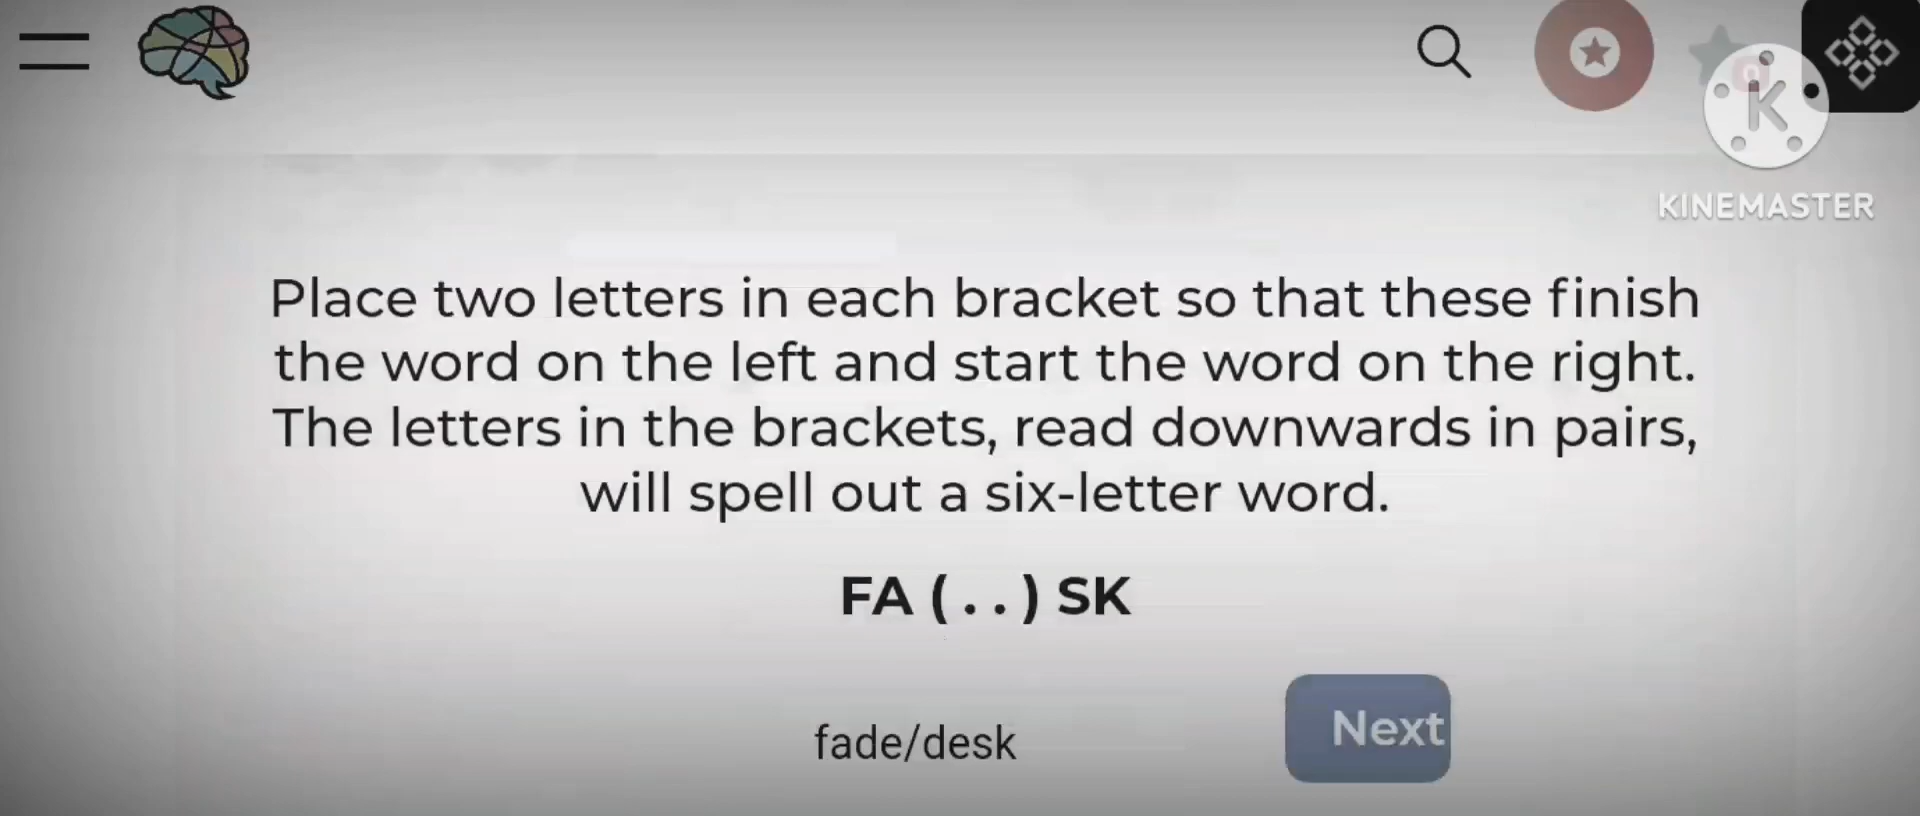 KINEMASTER
Place two letters in each bracket so that these finish
the word on the left and start the word on the right.
The letters in the brackets, read downwards in pairs,
will spell out a six-letter word.
FA ( . . ) SK
fade/desk
Next